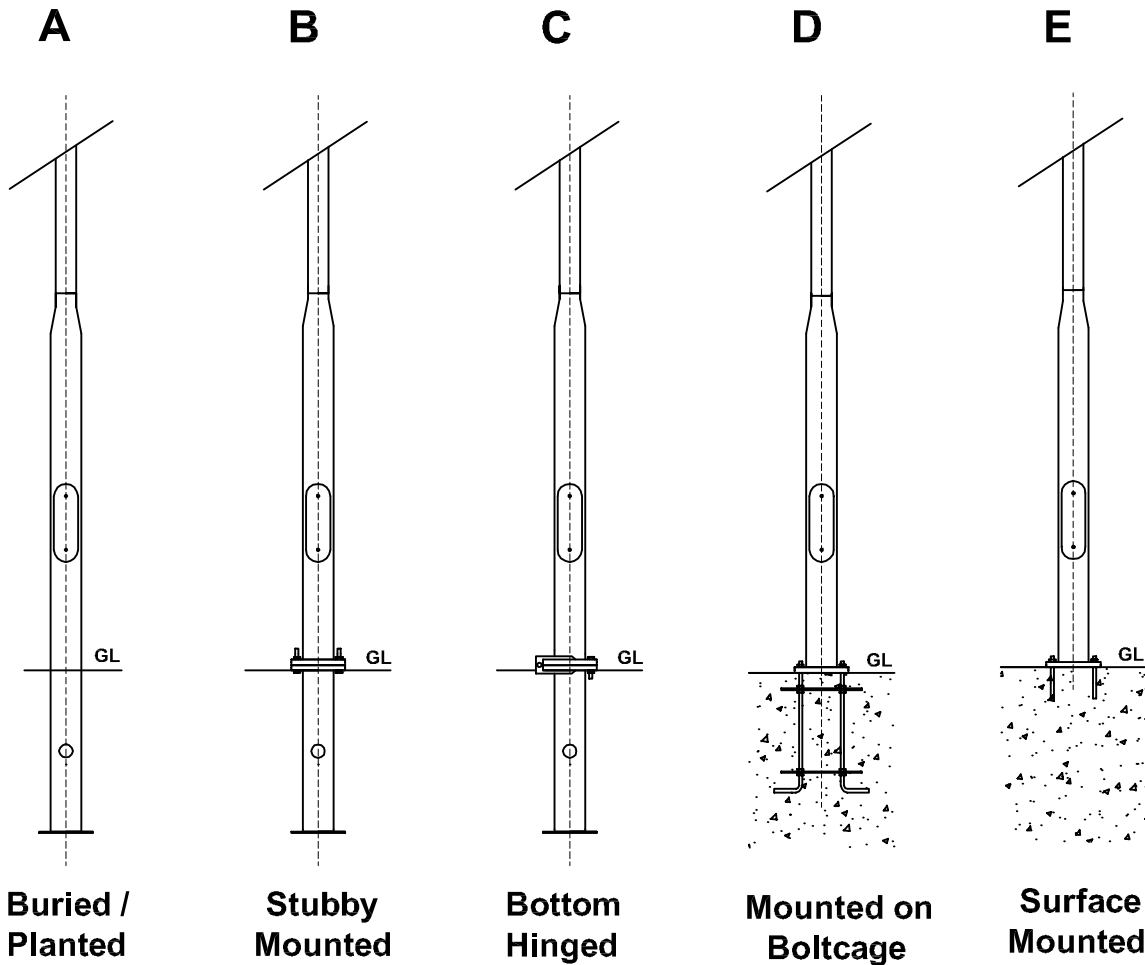 A B C D E
GL GL GL GL GL
Buried / Stubby Bottom Mounted on Surface
Planted Mounted Hinged Boltcage Mounted